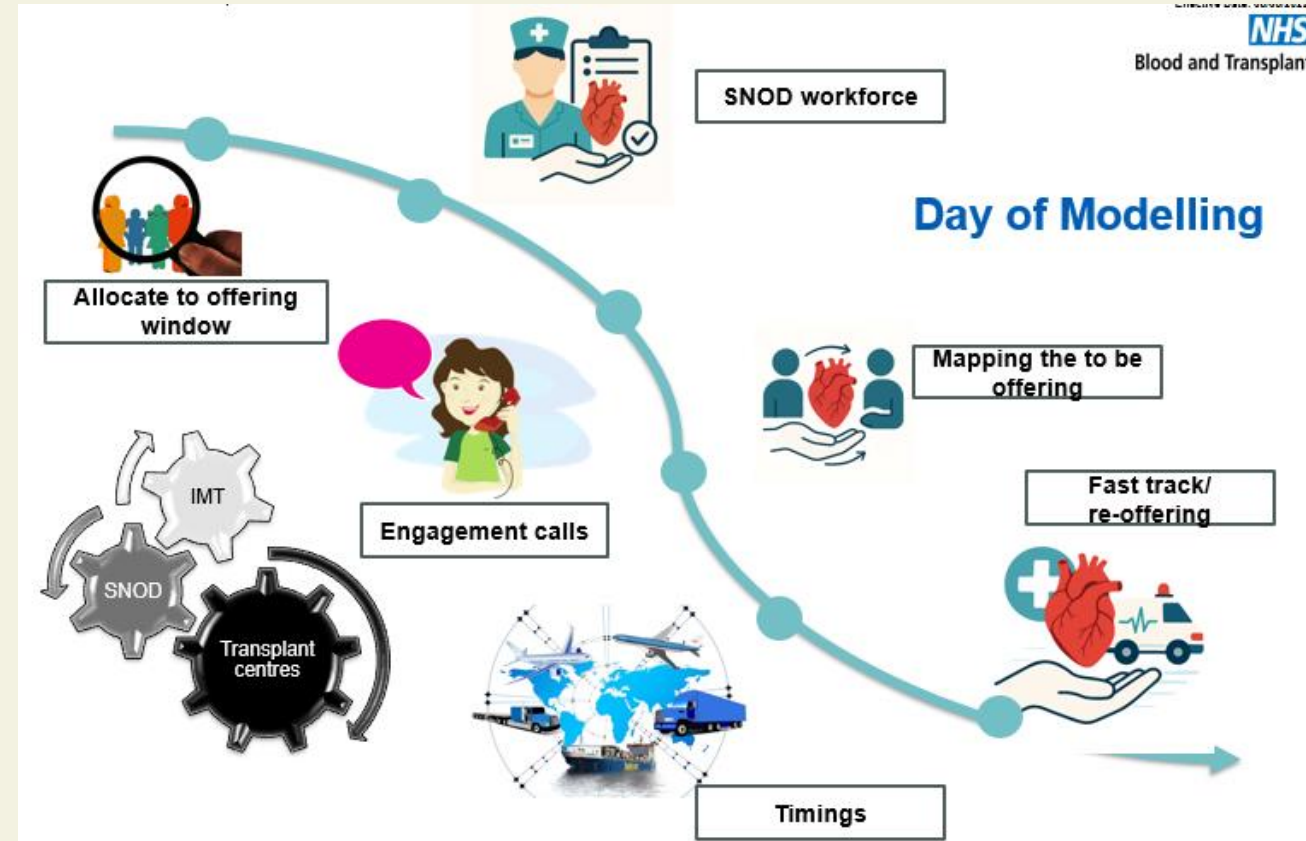 NHS
Blood and Transplant
SNOD workforce
Day of Modelling
Allocate to offering
window
Mapping the to be
offering
Engagement calls
Fast track/
re-offering
IMT
SNOD
Transplant
centres
Timings